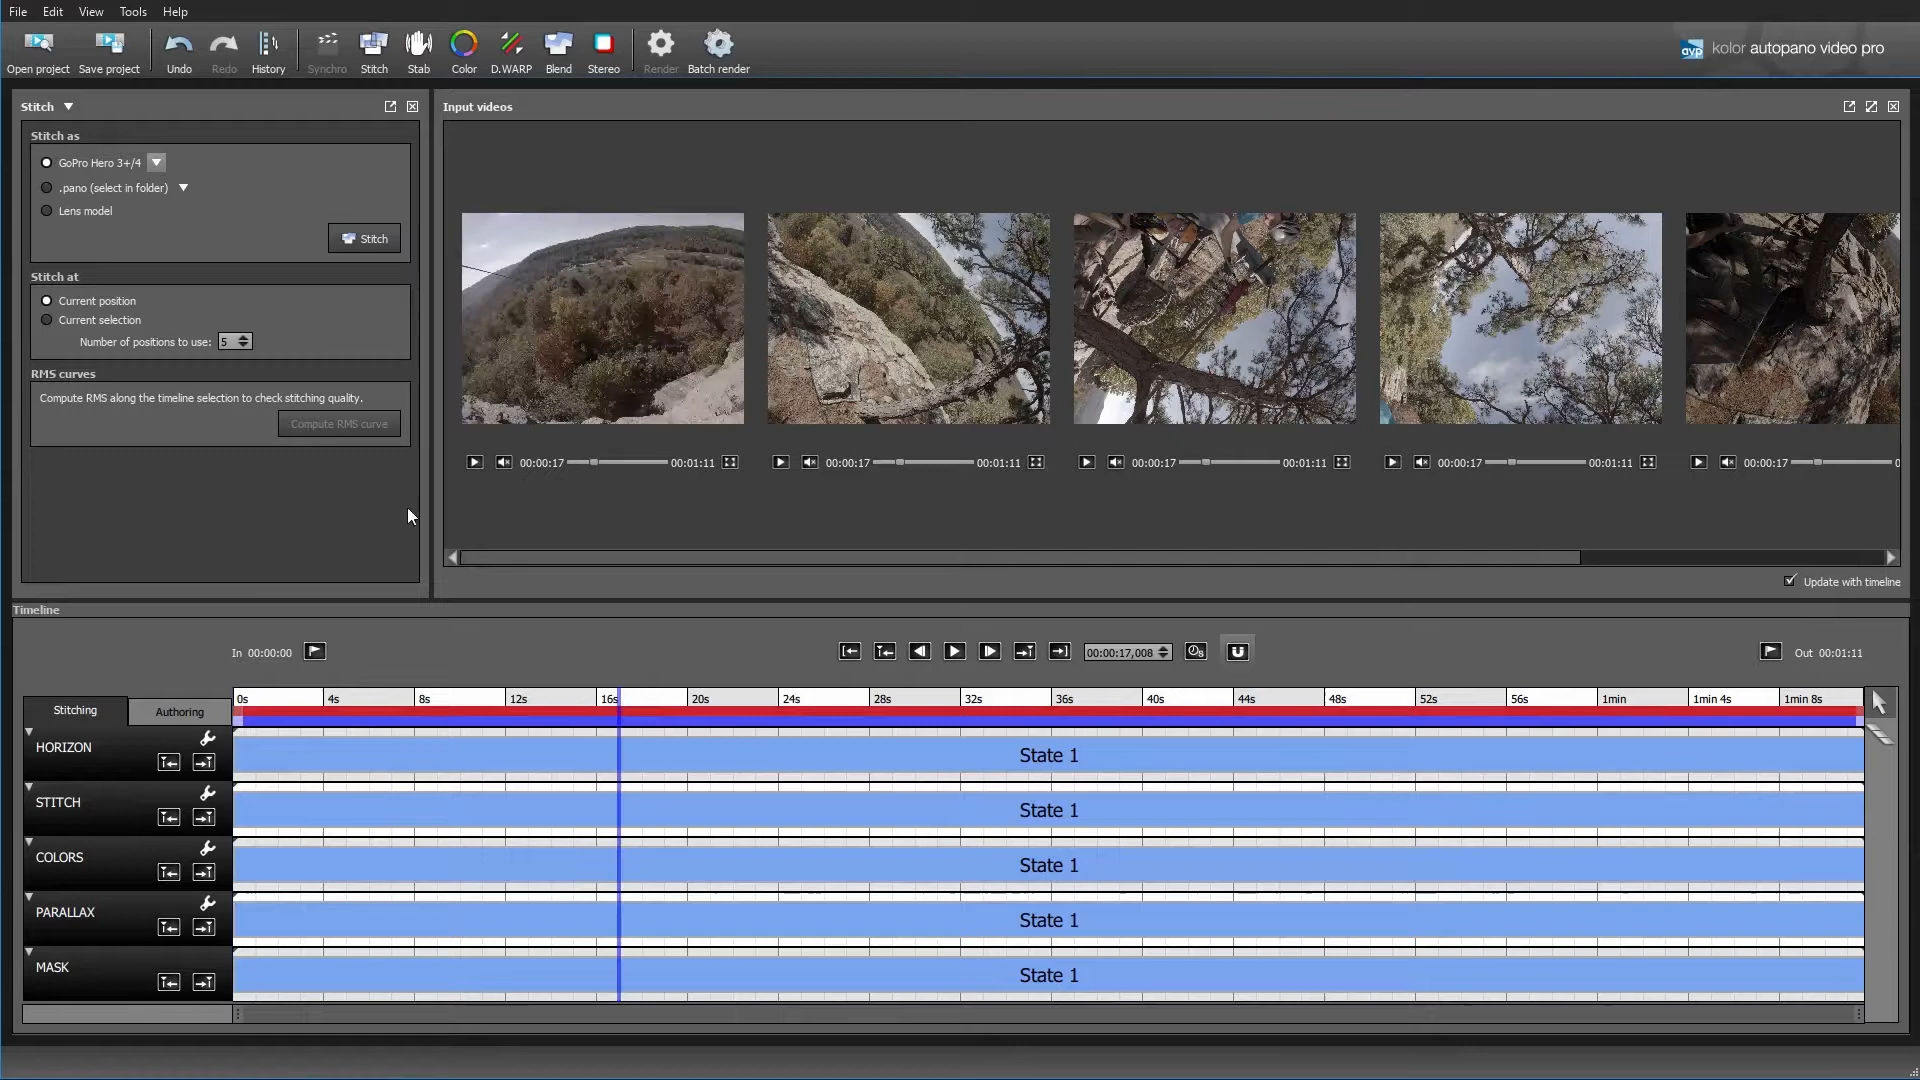 File Edit View Tools Help
Open project Save project Undo Redo History Synchro Stitch Stab Color D.WARP Blend Stereo Render Batch render
avp kolor autopano video pro
Stitch
Stitch as
GoPro Hero 3+/4
.pano (select in folder)
Lens model
Stitch
Stitch at
Current position
Current selection
Number of positions to use: 5
RMS curves
Compute RMS along the timeline selection to check stitching quality.
Compute RMS curve
Input videos
00:00:17 00:01:11 00:00:17 00:01:11 00:00:17 00:01:11 00:00:17 00:01:11 00:00:17 0
Update with timeline
Timeline
In 00:00:00 00:00:17,008 Out 00:01:11
Stitching Authoring
0s 4s 8s 12s 16s 20s 24s 28s 32s 36s 40s 44s 48s 52s 56s 1min 1min 4s 1min 8s
HORIZON State 1
STITCH State 1
COLORS State 1
PARALLAX State 1
MASK State 1